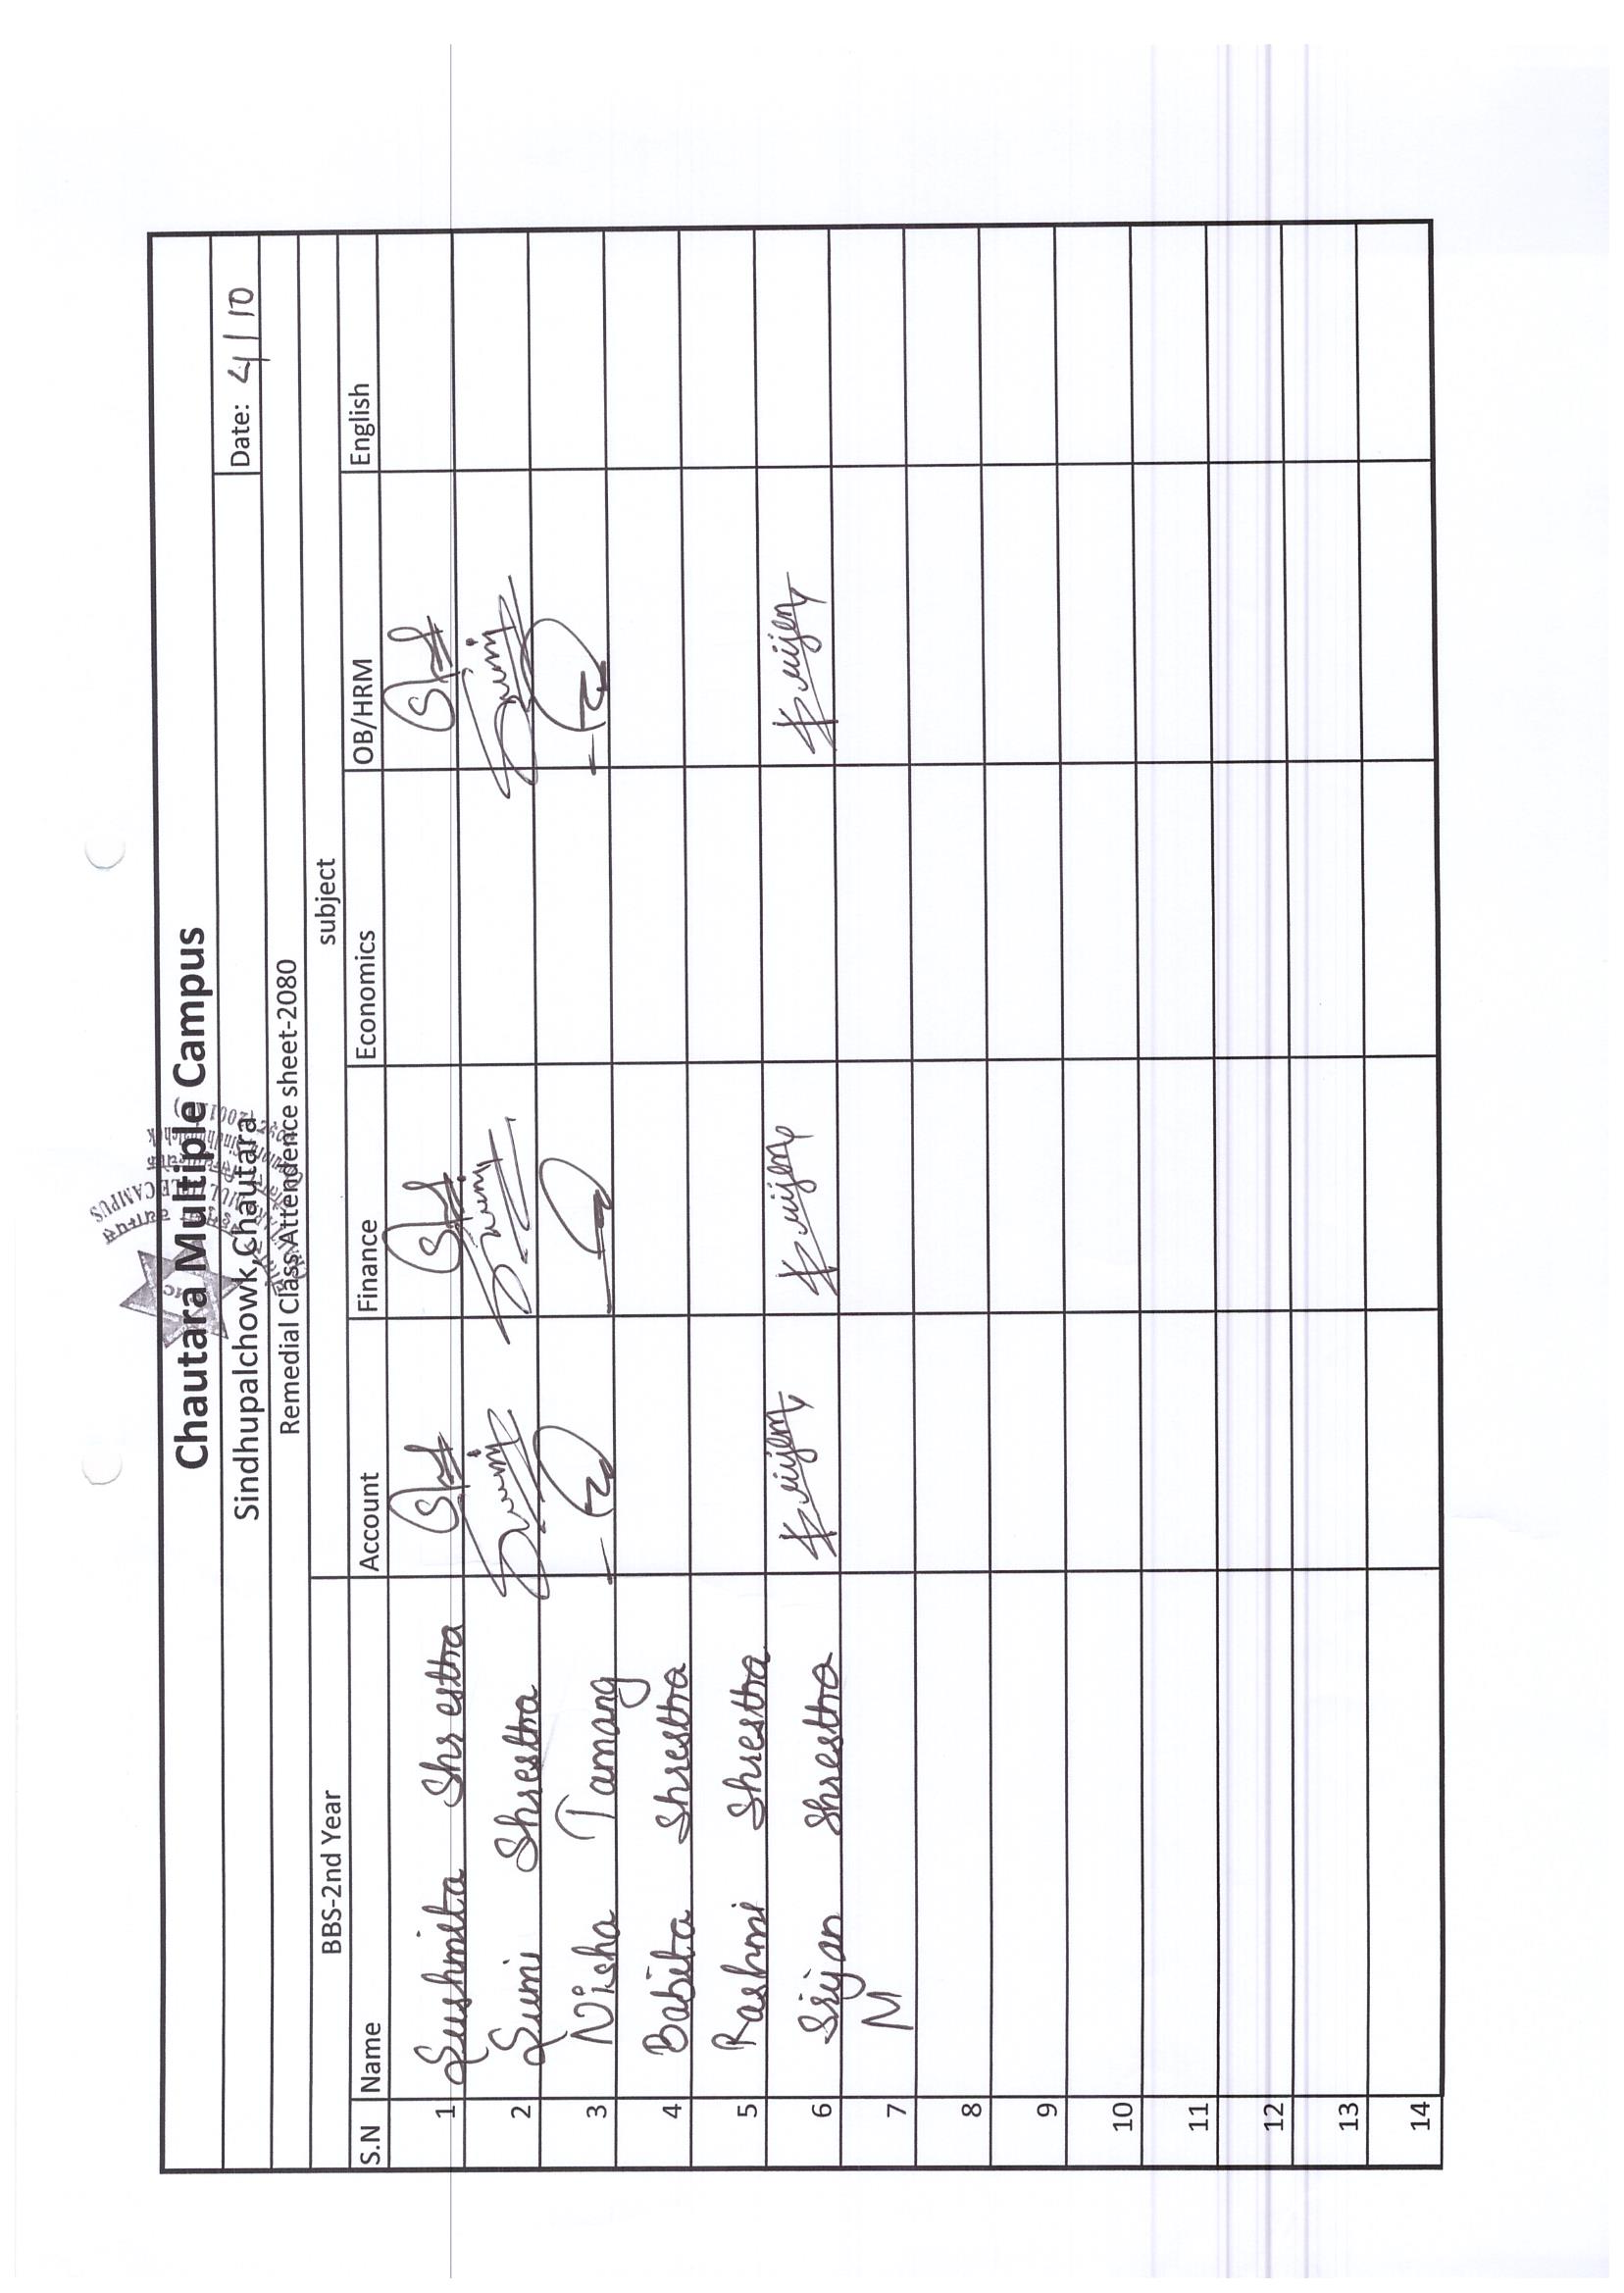 Chautara Multiple Campus
Sindhupalchowk,Chautara Date: 4/10
Remedial Class Attendence sheet-2080
BBS-2nd Year subject
S.N Name Account Finance Economics OB/HRM English
1 Sushmita Shrestha
2 Sumi Shrestha
3 Nisha Tamang
4 Babita Shrestha
5 Rashmi Shrestha
6 Srijan Shrestha
7 N
8
9
10
11
12
13
14